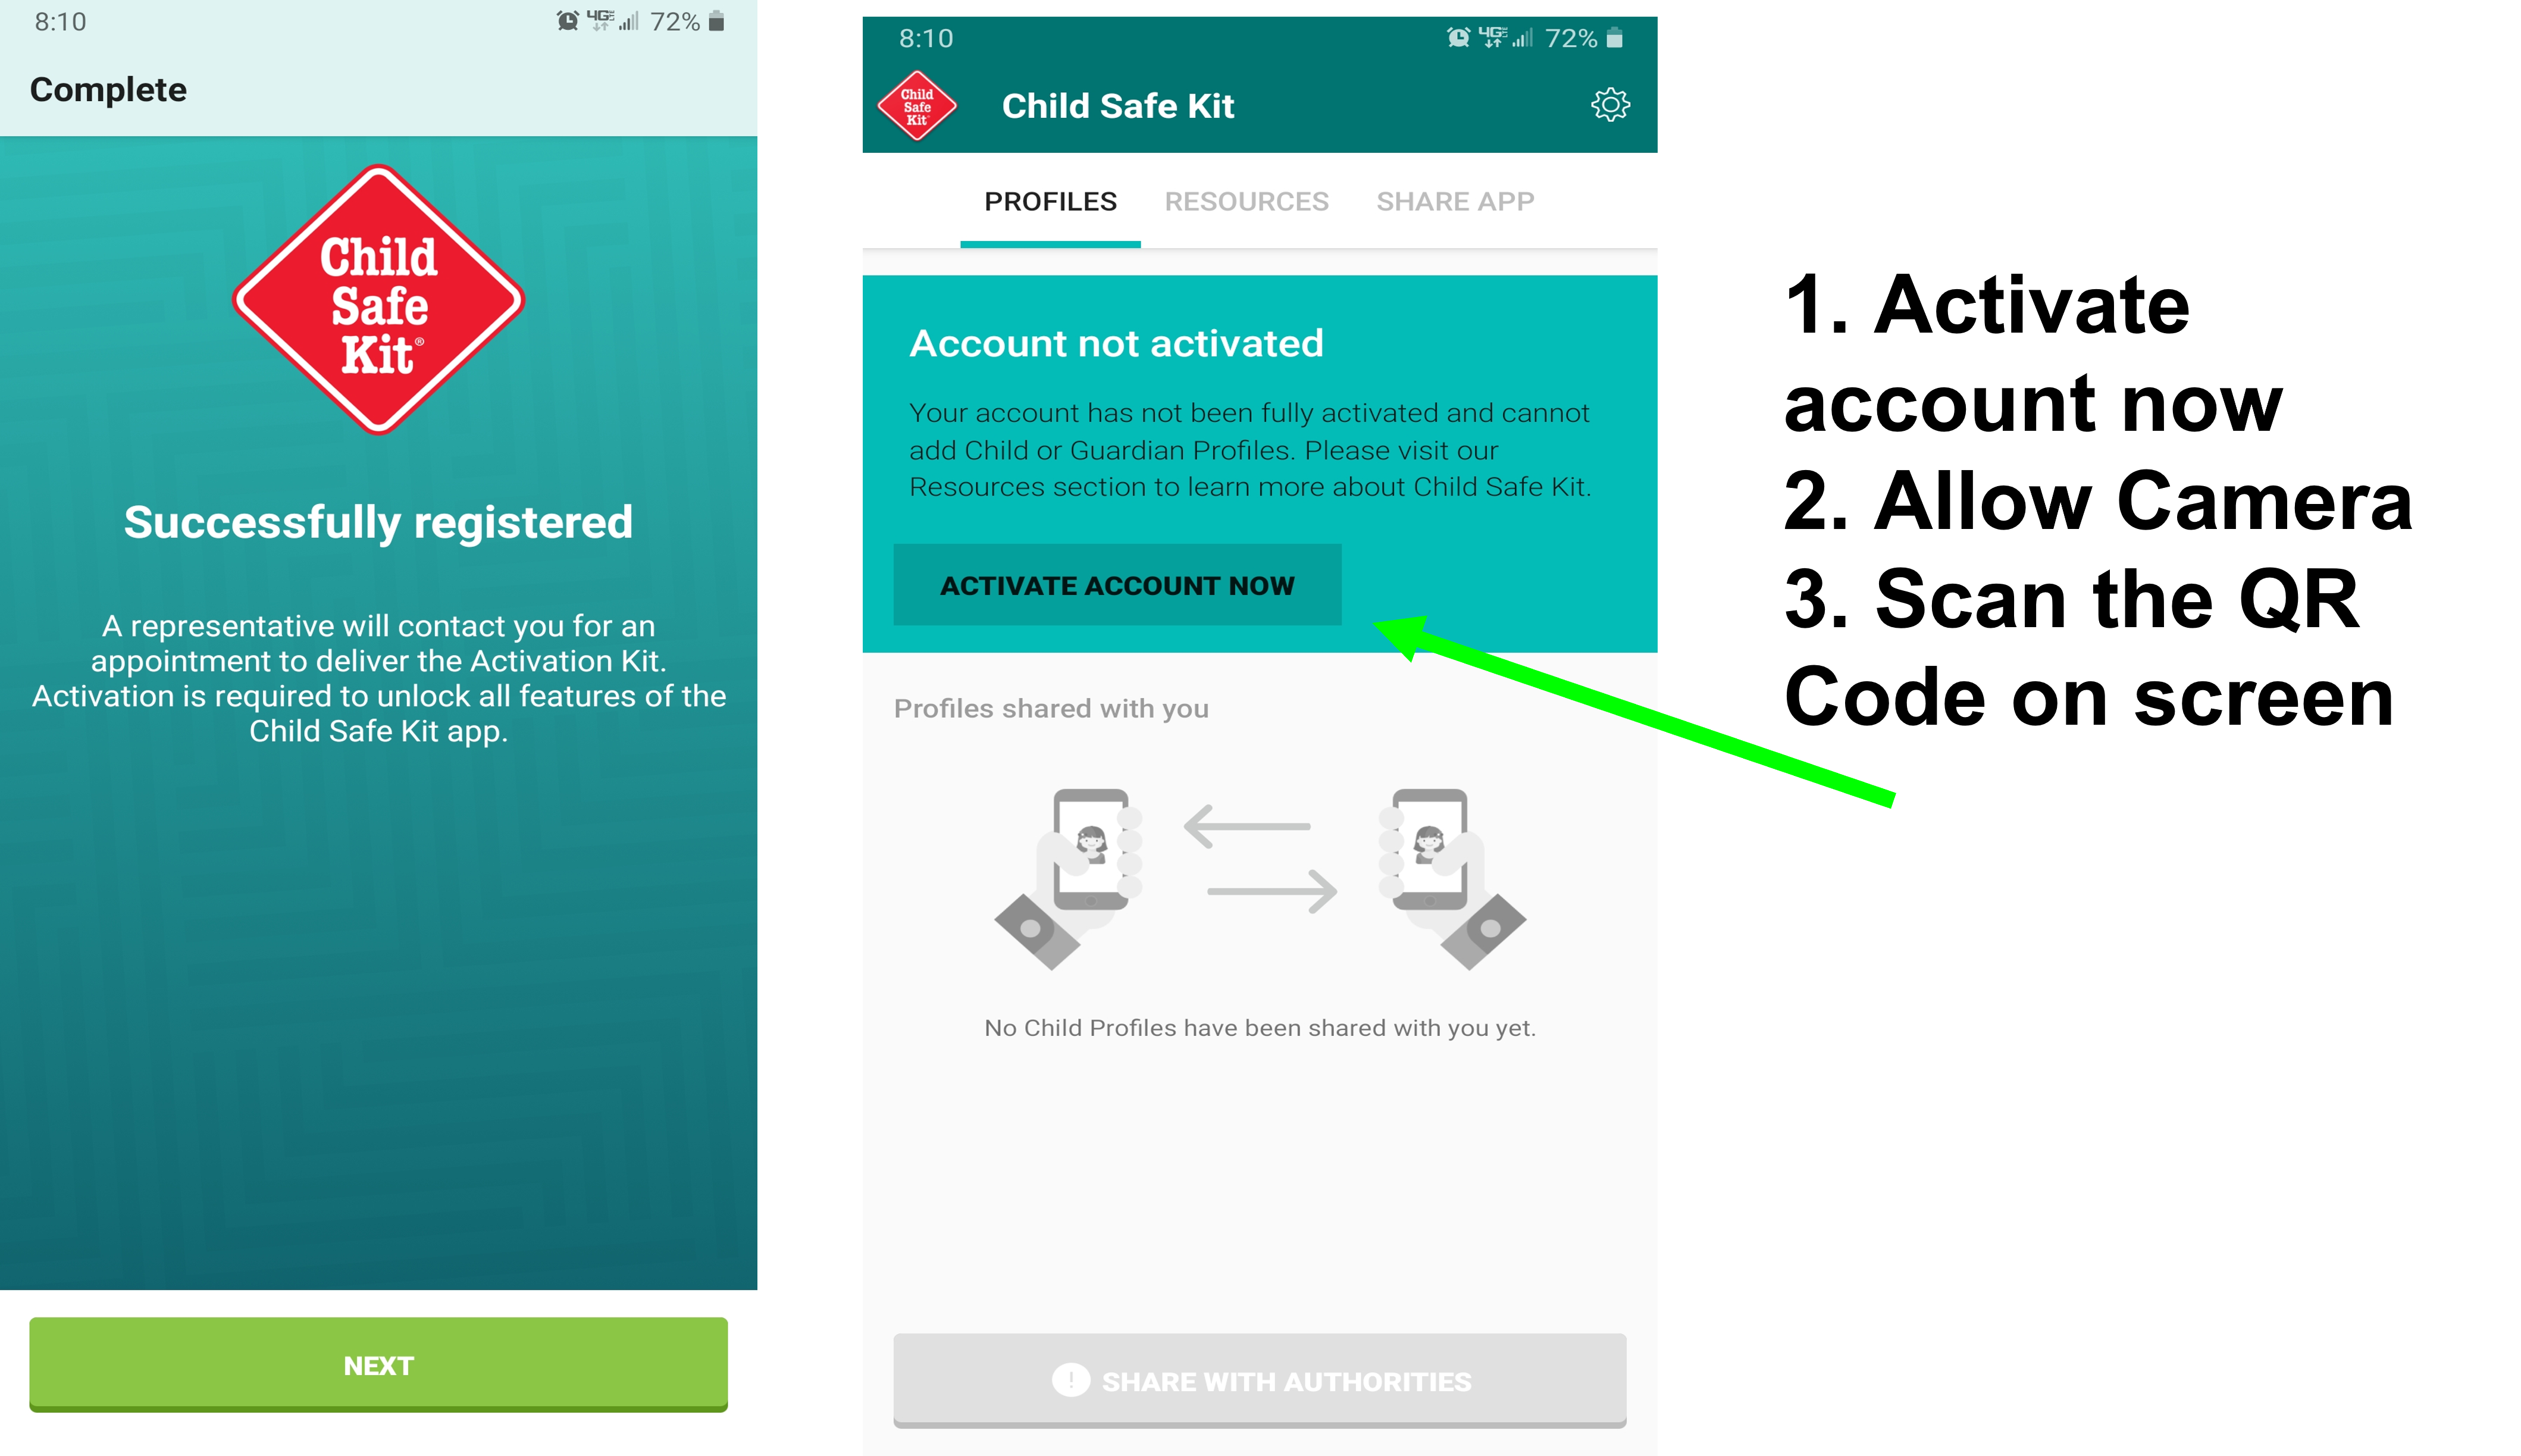 8:10
4G LTE 72%
Complete
Child
Safe
Kit®
Successfully registered
A representative will contact you for an
appointment to deliver the Activation Kit.
Activation is required to unlock all features of the
Child Safe Kit app.
NEXT
8:10
4G LTE 72%
Child
Safe
Kit
Child Safe Kit
PROFILES RESOURCES SHARE APP
Account not activated
Your account has not been fully activated and cannot
add Child or Guardian Profiles. Please visit our
Resources section to learn more about Child Safe Kit.
ACTIVATE ACCOUNT NOW
Profiles shared with you
No Child Profiles have been shared with you yet.
! SHARE WITH AUTHORITIES
1. Activate
account now
2. Allow Camera
3. Scan the QR
Code on screen